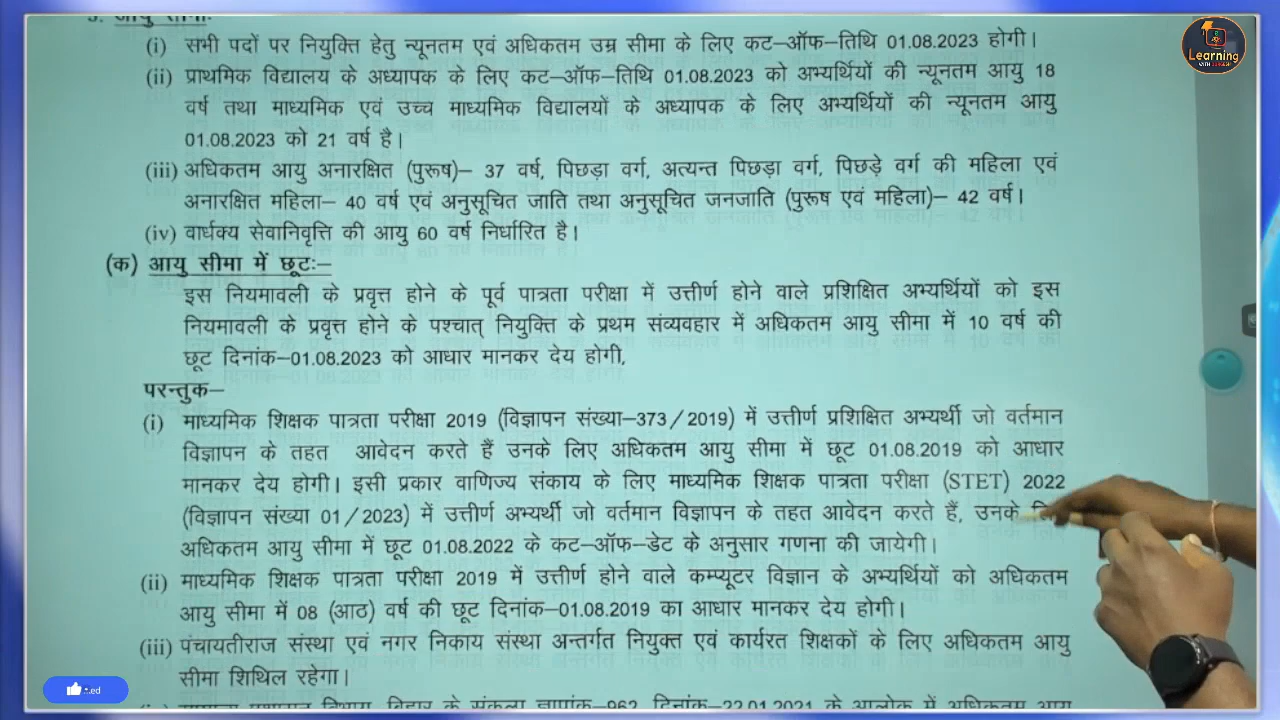 (i) सभी पदों पर नियुक्ति हेतु न्यूनतम एवं अधिकतम उम्र सीमा के लिए कट–ऑफ–तिथि 01.08.2023 होगी।
(ii) प्राथमिक विद्यालय के अध्यापक के लिए कट–ऑफ–तिथि 01.08.2023 को अभ्यर्थियों की न्यूनतम आयु 18
वर्ष तथा माध्यमिक एवं उच्च माध्यमिक विद्यालयों के अध्यापक के लिए अभ्यर्थियों की न्यूनतम आयु
01.08.2023 को 21 वर्ष है।
(iii) अधिकतम आयु अनारक्षित (पुरूष)– 37 वर्ष, पिछड़ा वर्ग, अत्यन्त पिछड़ा वर्ग, पिछड़े वर्ग की महिला एवं
अनारक्षित महिला– 40 वर्ष एवं अनुसूचित जाति तथा अनुसूचित जनजाति (पुरूष एवं महिला)– 42 वर्ष।
(iv) वार्धक्य सेवानिवृत्ति की आयु 60 वर्ष निर्धारित है।
(क) आयु सीमा में छूटः–
इस नियमावली के प्रवृत्त होने के पूर्व पात्रता परीक्षा में उत्तीर्ण होने वाले प्रशिक्षित अभ्यर्थियों को इस
नियमावली के प्रवृत्त होने के पश्चात् नियुक्ति के प्रथम संव्यवहार में अधिकतम आयु सीमा में 10 वर्ष की
छूट दिनांक–01.08.2023 को आधार मानकर देय होगी,
परन्तुक–
(i) माध्यमिक शिक्षक पात्रता परीक्षा 2019 (विज्ञापन संख्या–373/2019) में उत्तीर्ण प्रशिक्षित अभ्यर्थी जो वर्तमान
विज्ञापन के तहत आवेदन करते हैं उनके लिए अधिकतम आयु सीमा में छूट 01.08.2019 को आधार
मानकर देय होगी। इसी प्रकार वाणिज्य संकाय के लिए माध्यमिक शिक्षक पात्रता परीक्षा (STET) 2022
(विज्ञापन संख्या 01/2023) में उत्तीर्ण अभ्यर्थी जो वर्तमान विज्ञापन के तहत आवेदन करते हैं, उनके
अधिकतम आयु सीमा में छूट 01.08.2022 के कट–ऑफ–डेट के अनुसार गणना की जायेगी।
(ii) माध्यमिक शिक्षक पात्रता परीक्षा 2019 में उत्तीर्ण होने वाले कम्प्यूटर विज्ञान के अभ्यर्थियों को अधिकतम
आयु सीमा में 08 (आठ) वर्ष की छूट दिनांक–01.08.2019 का आधार मानकर देय होगी।
(iii) पंचायतीराज संस्था एवं नगर निकाय संस्था अन्तर्गत नियुक्त एवं कार्यरत शिक्षकों के लिए अधिकतम आयु
सीमा शिथिल रहेगा।
Learning